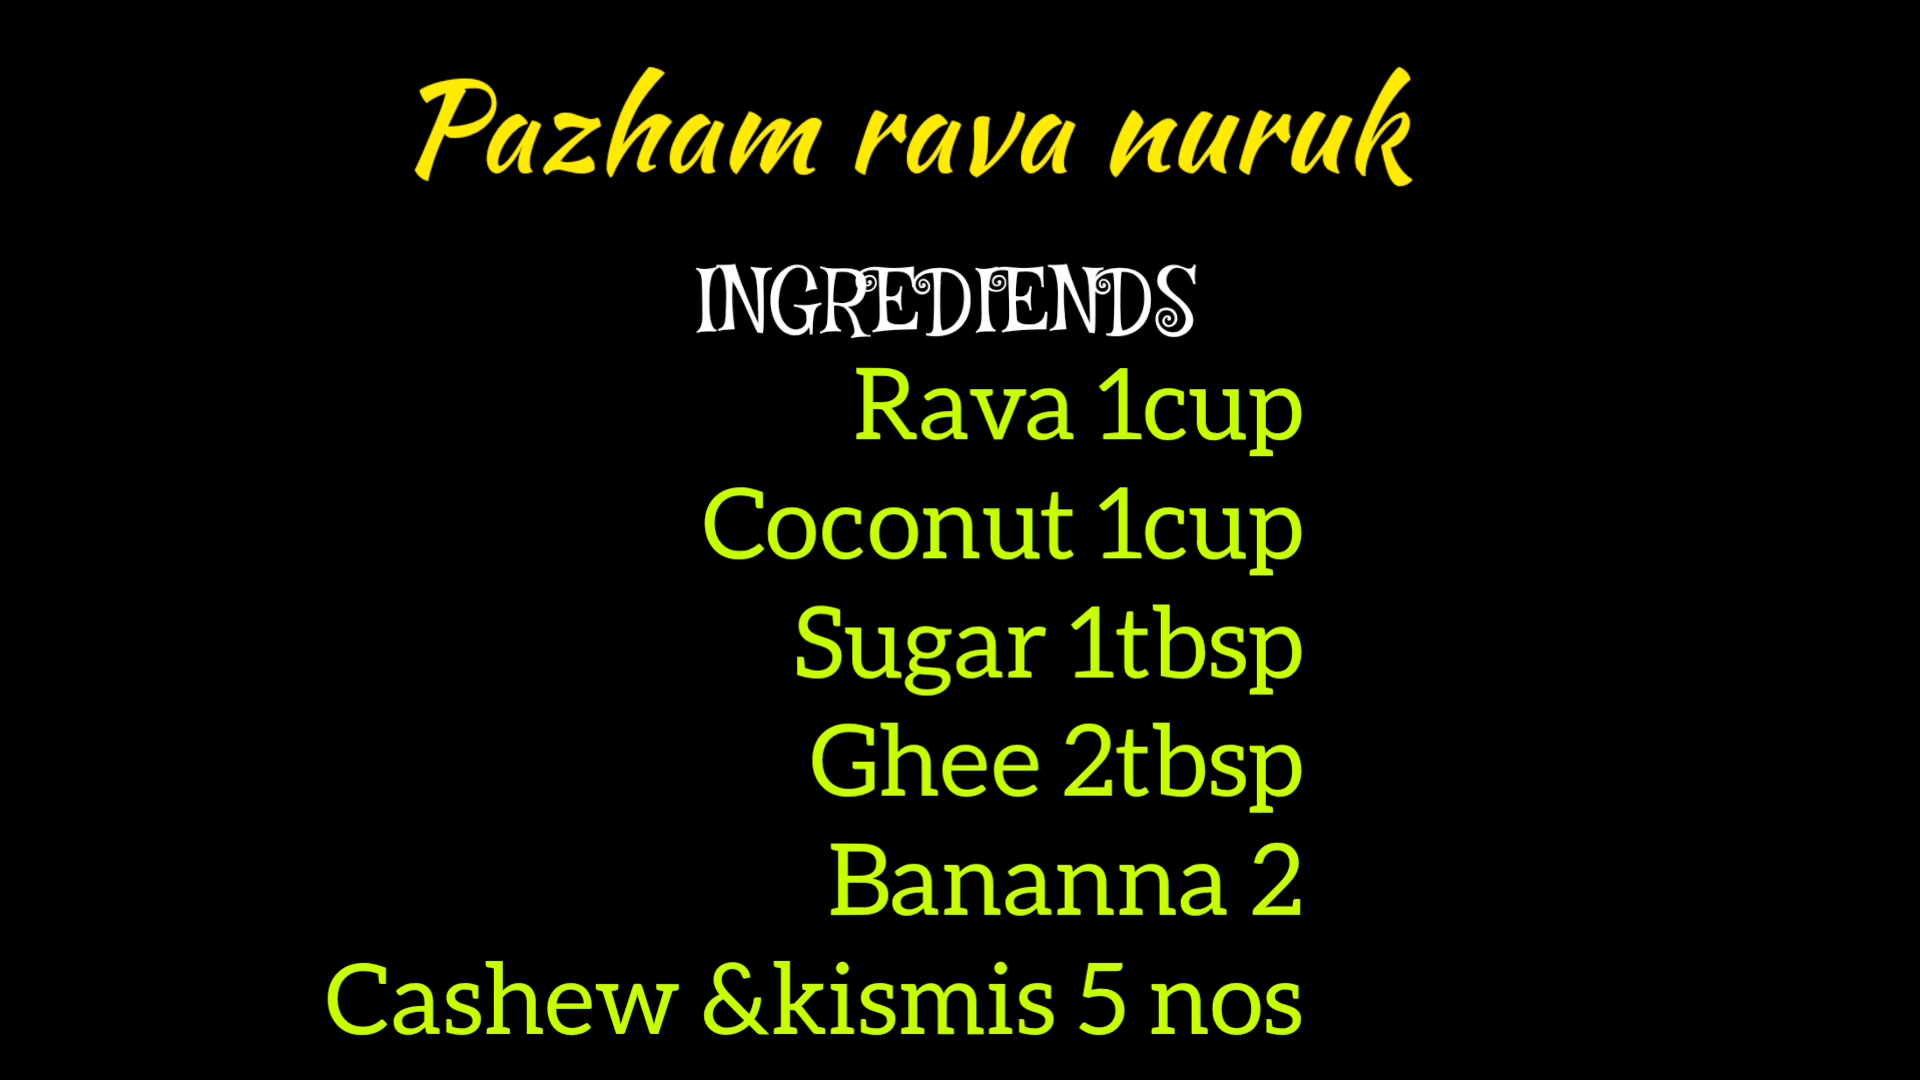 Pazham rava nuruk
INGREDIENDS
Rava 1cup
Coconut 1cup
Sugar 1tbsp
Ghee 2tbsp
Bananna 2
Cashew &kismis 5 nos